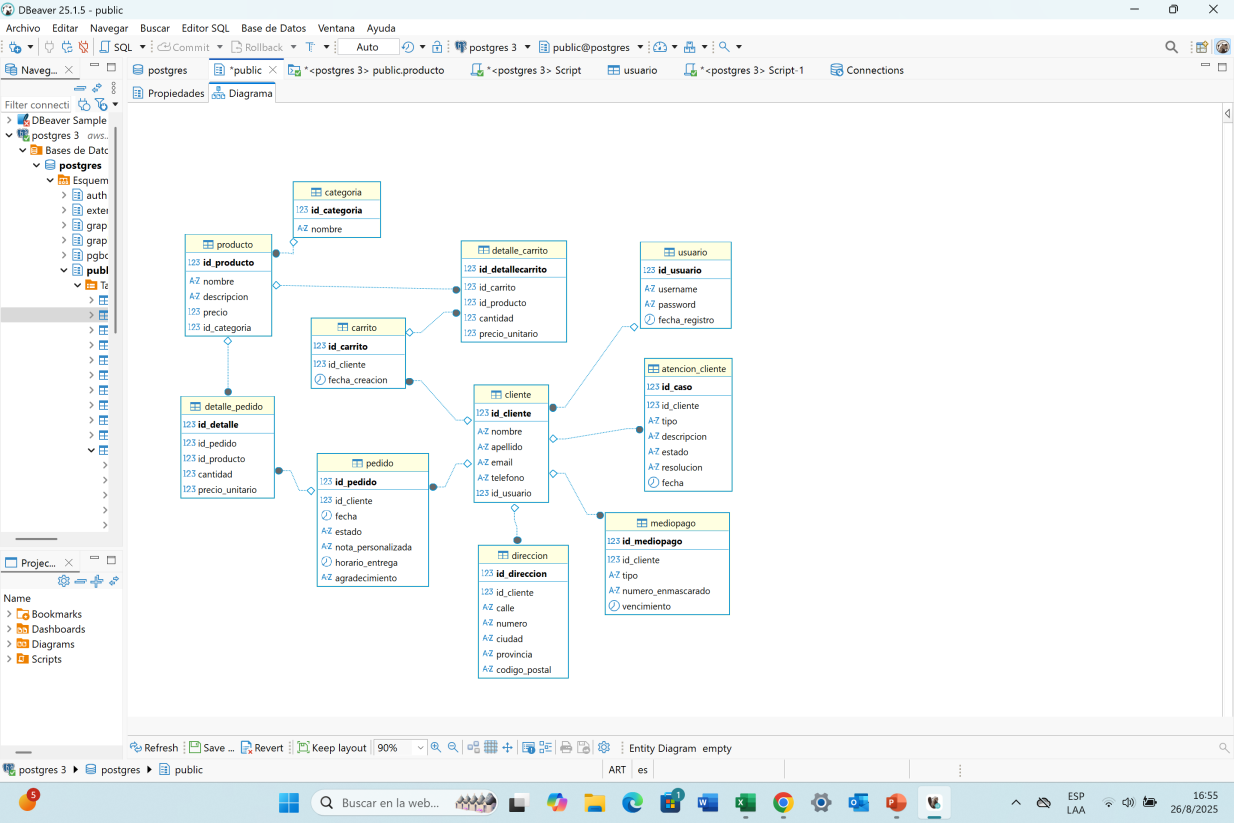 DBeaver 25.1.5 - public
Archivo Editar Navegar Buscar Editor SQL Base de Datos Ventana Ayuda
SQL Commit Rollback T Auto postgres 3 public@postgres
Naveg... postgres *public *<postgres 3> public.producto *<postgres 3> Script usuario *<postgres 3> Script-1 Connections
Propiedades Diagrama
Filter connecti
DBeaver Sample
postgres 3 aws...
Bases de Datc
postgres
Esquem
auth
exter
grap
grap
pgbc
publ
Ta
categoria
123 id_categoria
A-Z nombre
producto
123 id_producto
A-Z nombre
A-Z descripcion
123 precio
123 id_categoria
detalle_carrito
123 id_detallecarrito
123 id_carrito
123 id_producto
123 cantidad
123 precio_unitario
usuario
123 id_usuario
A-Z username
A-Z password
fecha_registro
carrito
123 id_carrito
123 id_cliente
fecha_creacion
atencion_cliente
123 id_caso
123 id_cliente
A-Z tipo
A-Z descripcion
A-Z estado
A-Z resolucion
fecha
cliente
123 id_cliente
A-Z nombre
A-Z apellido
A-Z email
A-Z telefono
123 id_usuario
detalle_pedido
123 id_detalle
123 id_pedido
123 id_producto
123 cantidad
123 precio_unitario
pedido
123 id_pedido
123 id_cliente
fecha
A-Z estado
A-Z nota_personalizada
horario_entrega
A-Z agradecimiento
mediopago
123 id_mediopago
123 id_cliente
A-Z tipo
A-Z numero_enmascarado
vencimiento
direccion
123 id_direccion
123 id_cliente
A-Z calle
A-Z numero
A-Z ciudad
A-Z provincia
A-Z codigo_postal
Projec...
Name
Bookmarks
Dashboards
Diagrams
Scripts
Refresh Save ... Revert Keep layout 90% Entity Diagram empty
postgres 3 postgres public ART es
5 Buscar en la web... 1 ESP LAA 16:55
26/8/2025